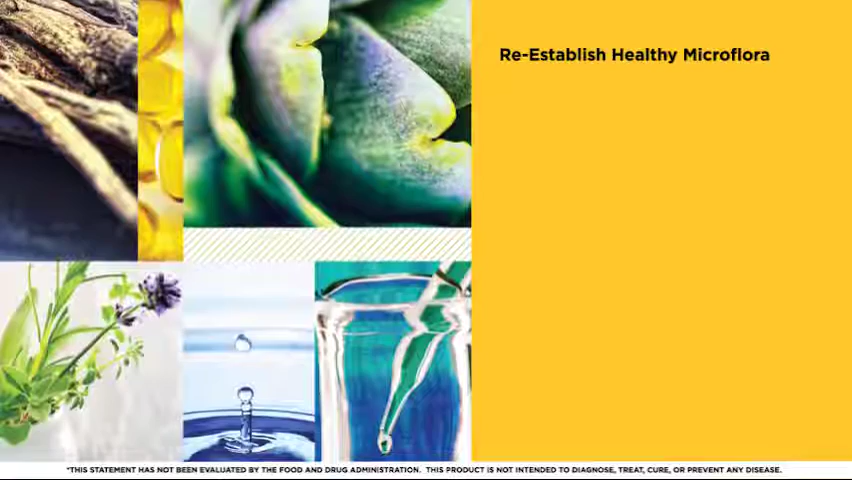 Re-Establish Healthy Microflora
*THIS STATEMENT HAS NOT BEEN EVALUATED BY THE FOOD AND DRUG ADMINISTRATION. THIS PRODUCT IS NOT INTENDED TO DIAGNOSE, TREAT, CURE, OR PREVENT ANY DISEASE.